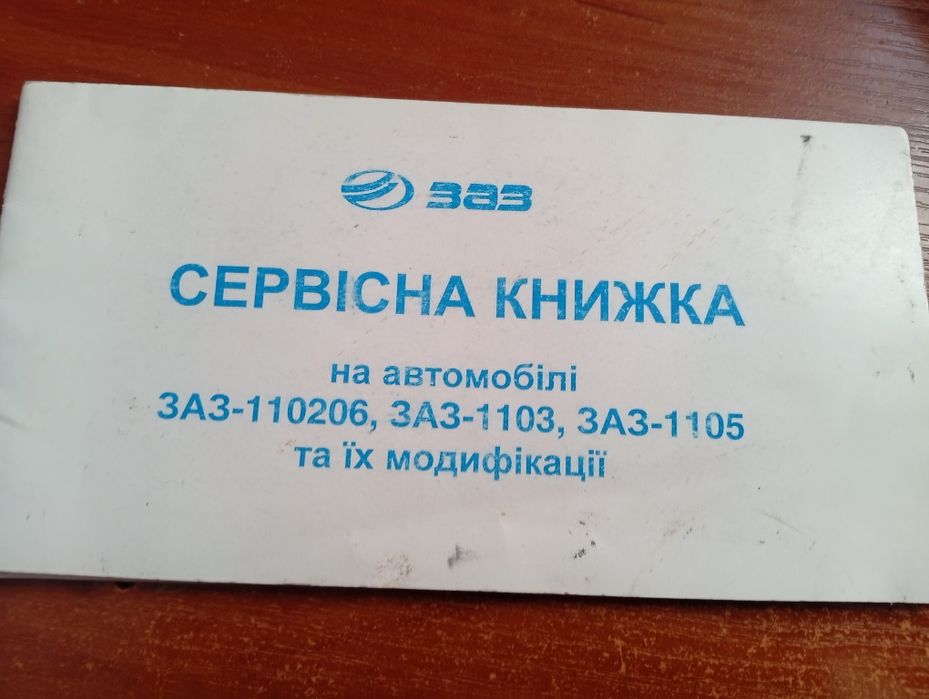 ЗАЗ
СЕРВІСНА КНИЖКА
на автомобілі
ЗАЗ-110206, ЗАЗ-1103, ЗАЗ-1105
та їх модифікації